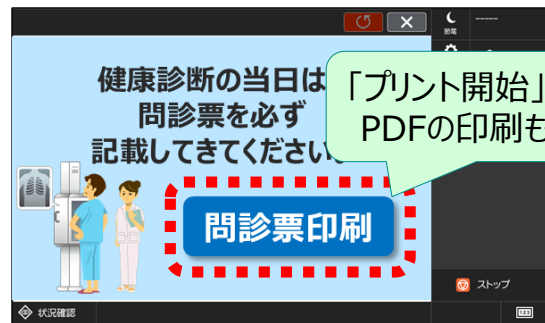 節電
-----
健康診断の当日は
問診票を必ず
記載してきてください。
「プリント開始」
PDFの印刷も
問診票印刷
ストップ
状況確認
123